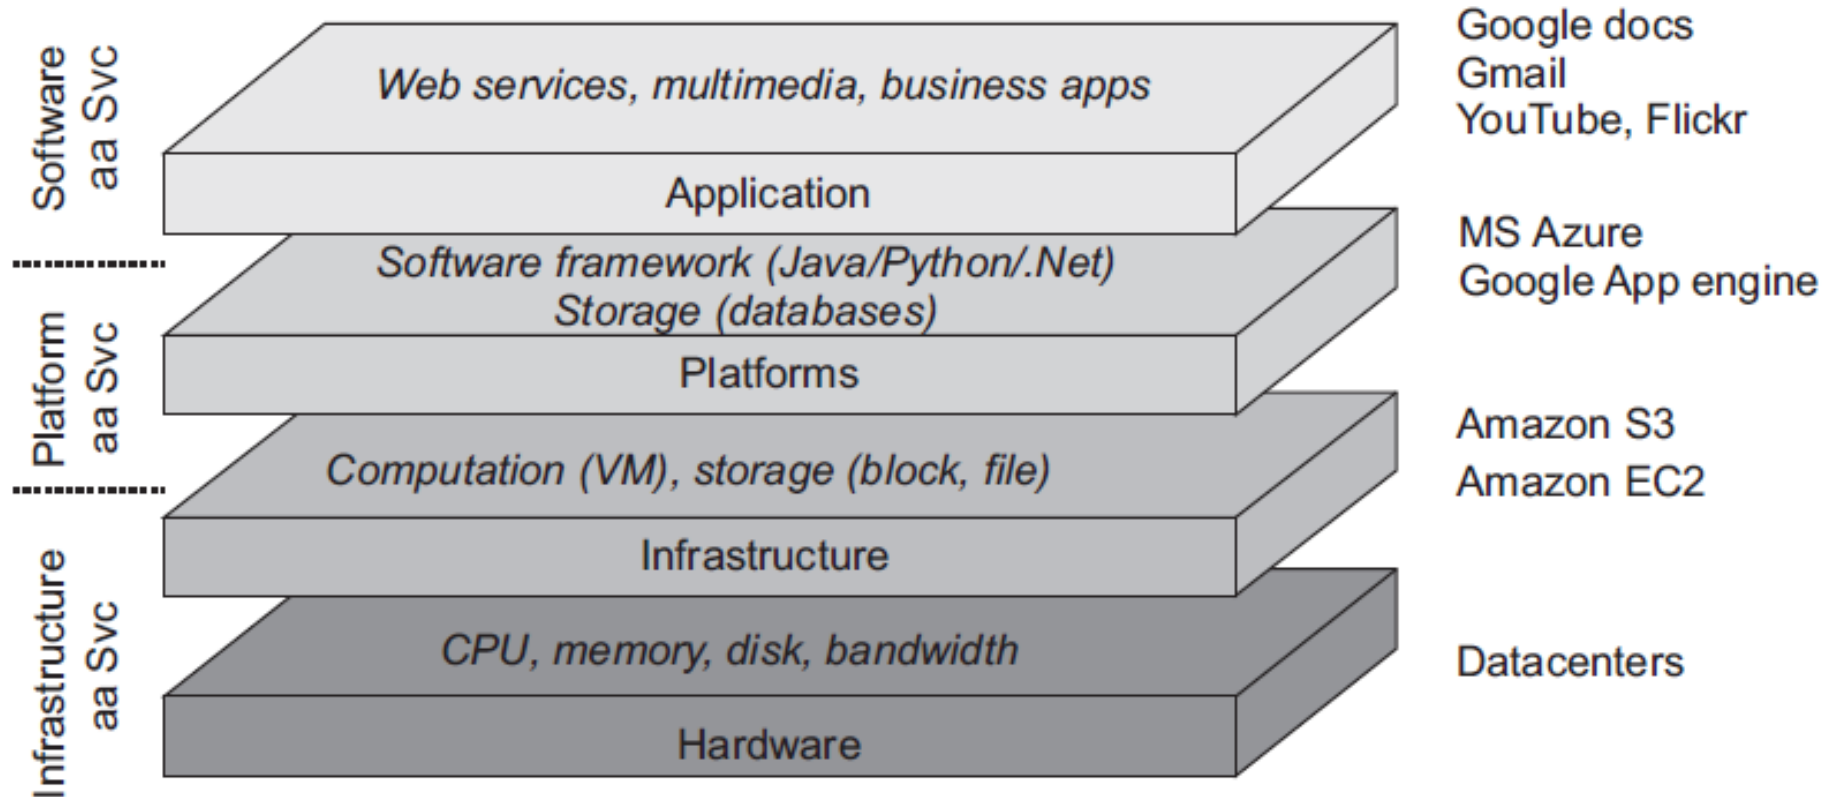 Software
aa Svc
Web services, multimedia, business apps
Application
Google docs
Gmail
YouTube, Flickr
Platform
aa Svc
Software framework (Java/Python/.Net)
Storage (databases)
Platforms
MS Azure
Google App engine
Infrastructure
aa Svc
Computation (VM), storage (block, file)
Infrastructure
Amazon S3
Amazon EC2
CPU, memory, disk, bandwidth
Hardware
Datacenters